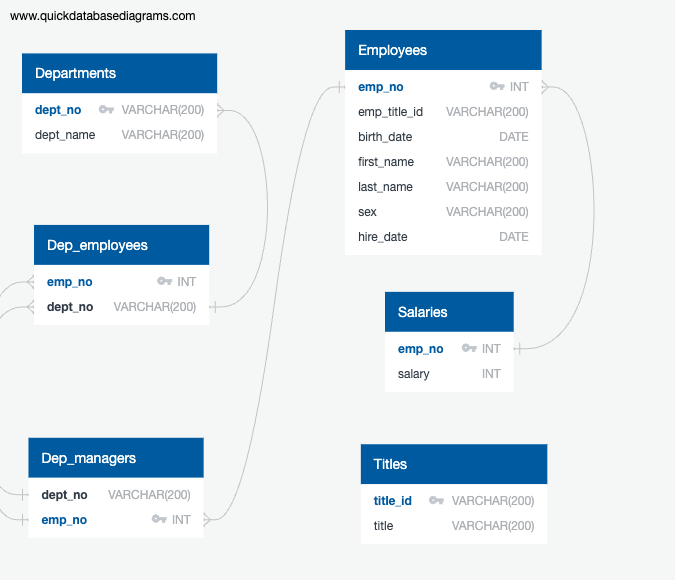 www.quickdatabasediagrams.com
Departments
dept_no VARCHAR(200)
dept_name VARCHAR(200)
Employees
emp_no INT
emp_title_id VARCHAR(200)
birth_date DATE
first_name VARCHAR(200)
last_name VARCHAR(200)
sex VARCHAR(200)
hire_date DATE
Dep_employees
emp_no INT
dept_no VARCHAR(200)
Salaries
emp_no INT
salary INT
Dep_managers
dept_no VARCHAR(200)
emp_no INT
Titles
title_id VARCHAR(200)
title VARCHAR(200)